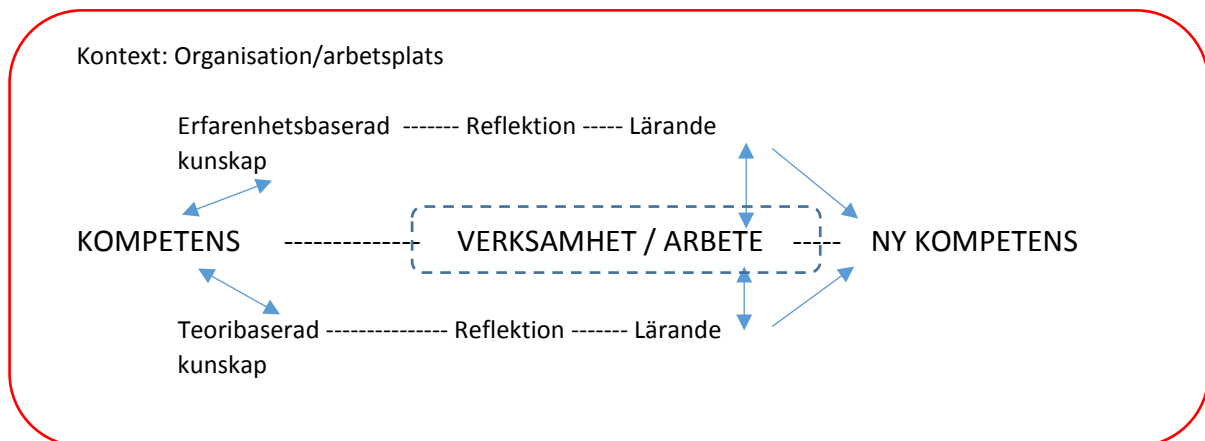 Kontext: Organisation/arbetsplats
Erfarenhetsbaserad ------- Reflektion ----- Lärande
kunskap
KOMPETENS -------------- VERKSAMHET / ARBETE ----- NY KOMPETENS
Teoribaserad --------------- Reflektion ------- Lärande
kunskap